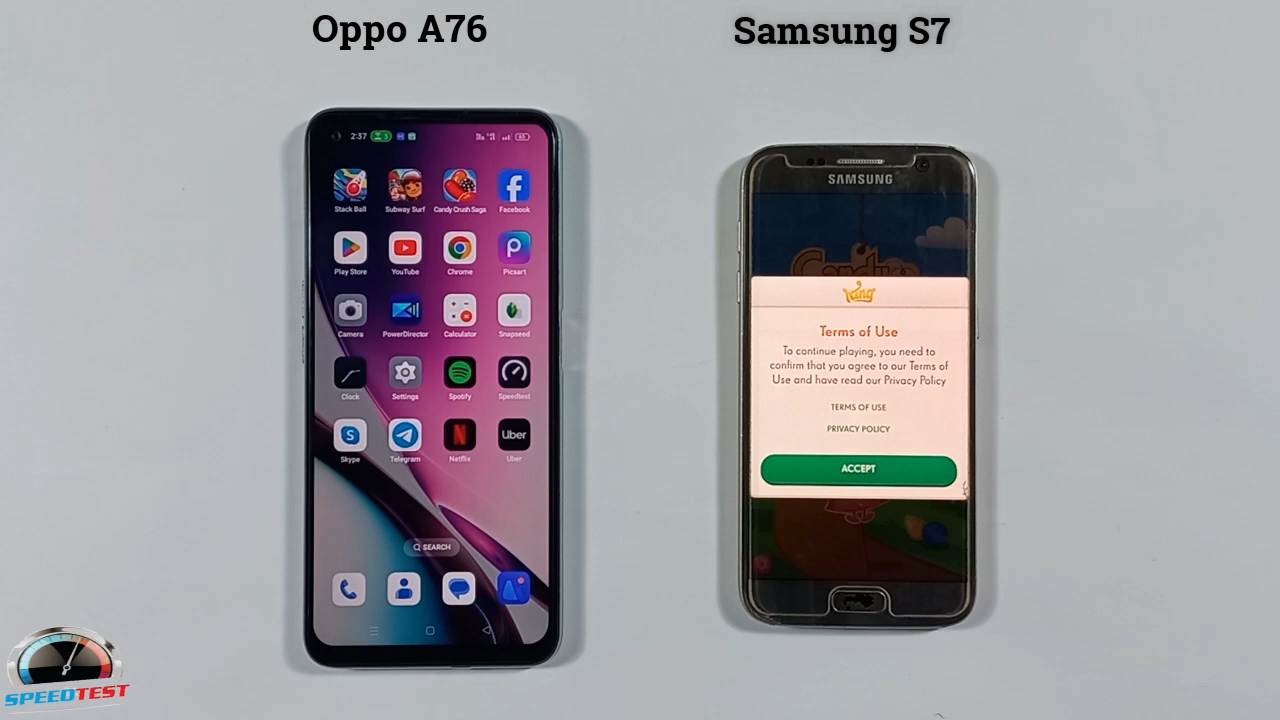 Oppo A76
Samsung S7
2:37
Stack Ball
Subway Surf
Candy Crush Saga
Facebook
Play Store
YouTube
Chrome
Picsart
Camera
PowerDirector
Calculator
Snapseed
Clock
Settings
Spotify
Speedtest
Skype
Telegram
Netflix
Uber
Uber
SEARCH
SAMSUNG
Candy
King
Terms of Use
To continue playing, you need to
confirm that you agree to our Terms of
Use and have read our Privacy Policy
TERMS OF USE
PRIVACY POLICY
ACCEPT
SPEEDTEST